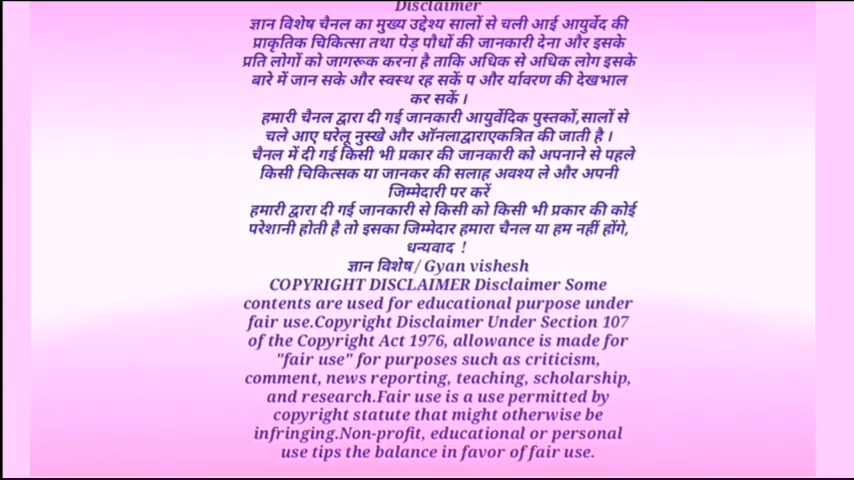 Disclaimer
ज्ञान विशेष चैनल का मुख्य उद्देश्य सालों से चली आई आयुर्वेद की
प्राकृतिक चिकित्सा तथा पेड़ पौधों की जानकारी देना और इसके
प्रति लोगों को जागरूक करना है ताकि अधिक से अधिक लोग इसके
बारे में जान सके और स्वस्थ रह सकें प और र्यावरण की देखभाल
कर सकें ।
हमारी चैनल द्वारा दी गई जानकारी आयुर्वेदिक पुस्तकों,सालों से
चले आए घरेलू नुस्खे और ऑनलाद्वाराएकत्रित की जाती है ।
चैनल में दी गई किसी भी प्रकार की जानकारी को अपनाने से पहले
किसी चिकित्सक या जानकर की सलाह अवश्य ले और अपनी
जिम्मेदारी पर करें
हमारी द्वारा दी गई जानकारी से किसी को किसी भी प्रकार की कोई
परेशानी होती है तो इसका जिम्मेदार हमारा चैनल या हम नहीं होंगे,
धन्यवाद !
ज्ञान विशेष/ Gyan vishesh
COPYRIGHT DISCLAIMER Disclaimer Some
contents are used for educational purpose under
fair use.Copyright Disclaimer Under Section 107
of the Copyright Act 1976, allowance is made for
"fair use" for purposes such as criticism,
comment, news reporting, teaching, scholarship,
and research.Fair use is a use permitted by
copyright statute that might otherwise be
infringing.Non-profit, educational or personal
use tips the balance in favor of fair use.